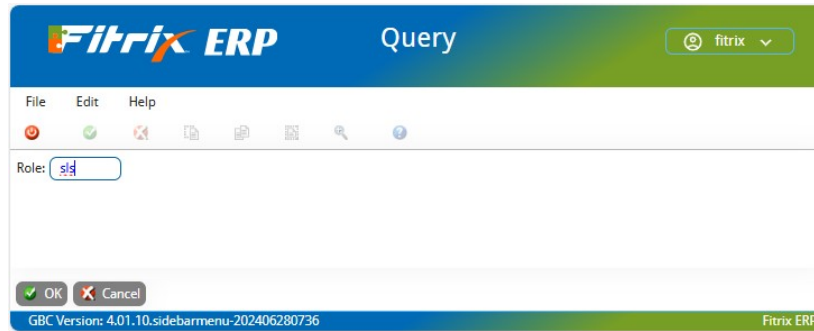 Fitrix ERP Query fitrix
File Edit Help
Role: sls
OK Cancel
GBC Version: 4.01.10.sidebarmenu-202406280736 Fitrix ERP